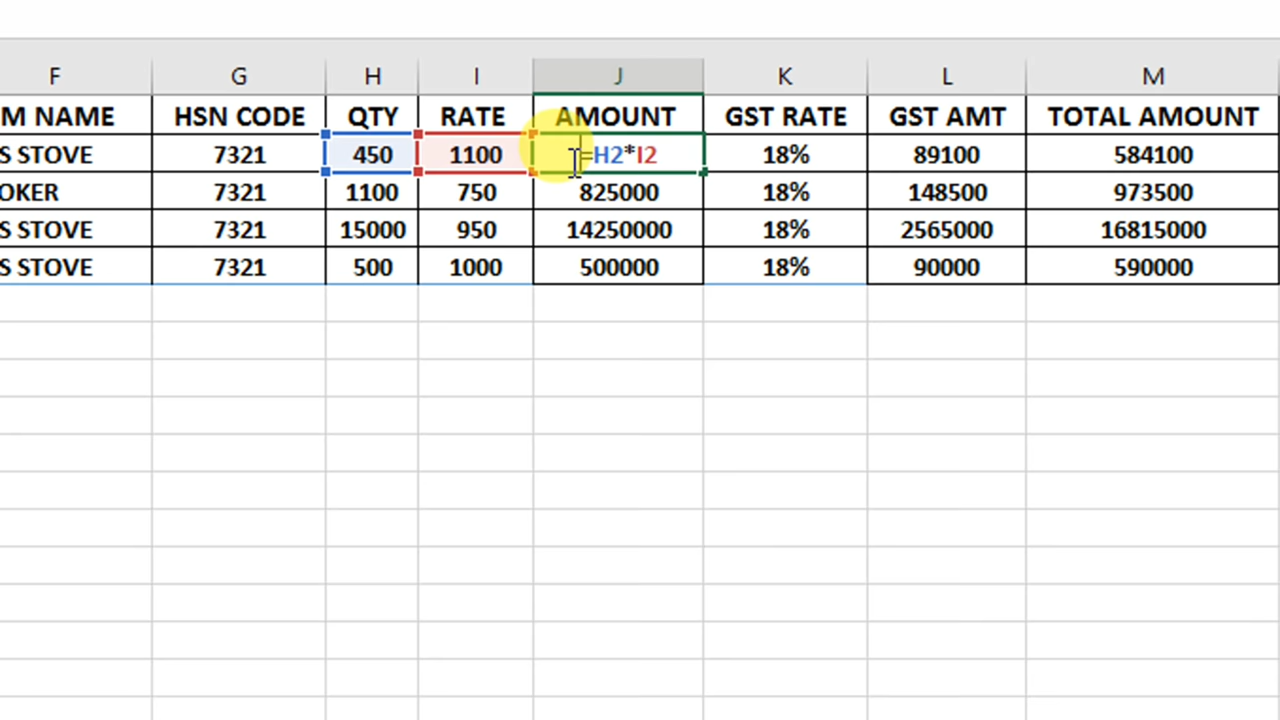 F G H I J K L M
M NAME HSN CODE QTY RATE AMOUNT GST RATE GST AMT TOTAL AMOUNT
S STOVE 7321 450 1100 =H2*I2 18% 89100 584100
OKER 7321 1100 750 825000 18% 148500 973500
S STOVE 7321 15000 950 14250000 18% 2565000 16815000
S STOVE 7321 500 1000 500000 18% 90000 590000